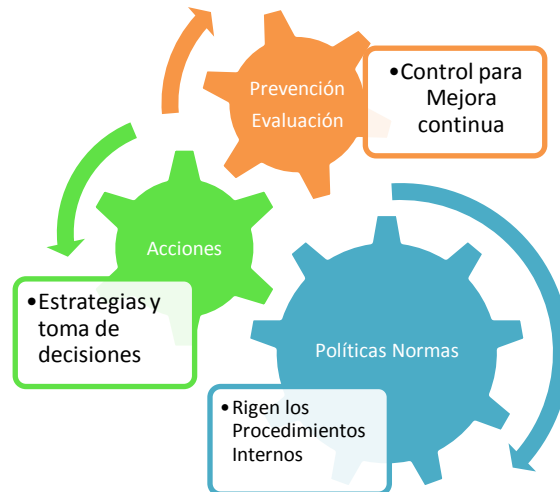 Prevención
Evaluación
•Control para
Mejora
continua
Acciones
•Estrategias y
toma de
decisiones
Políticas Normas
•Rigen los
Procedimientos
Internos